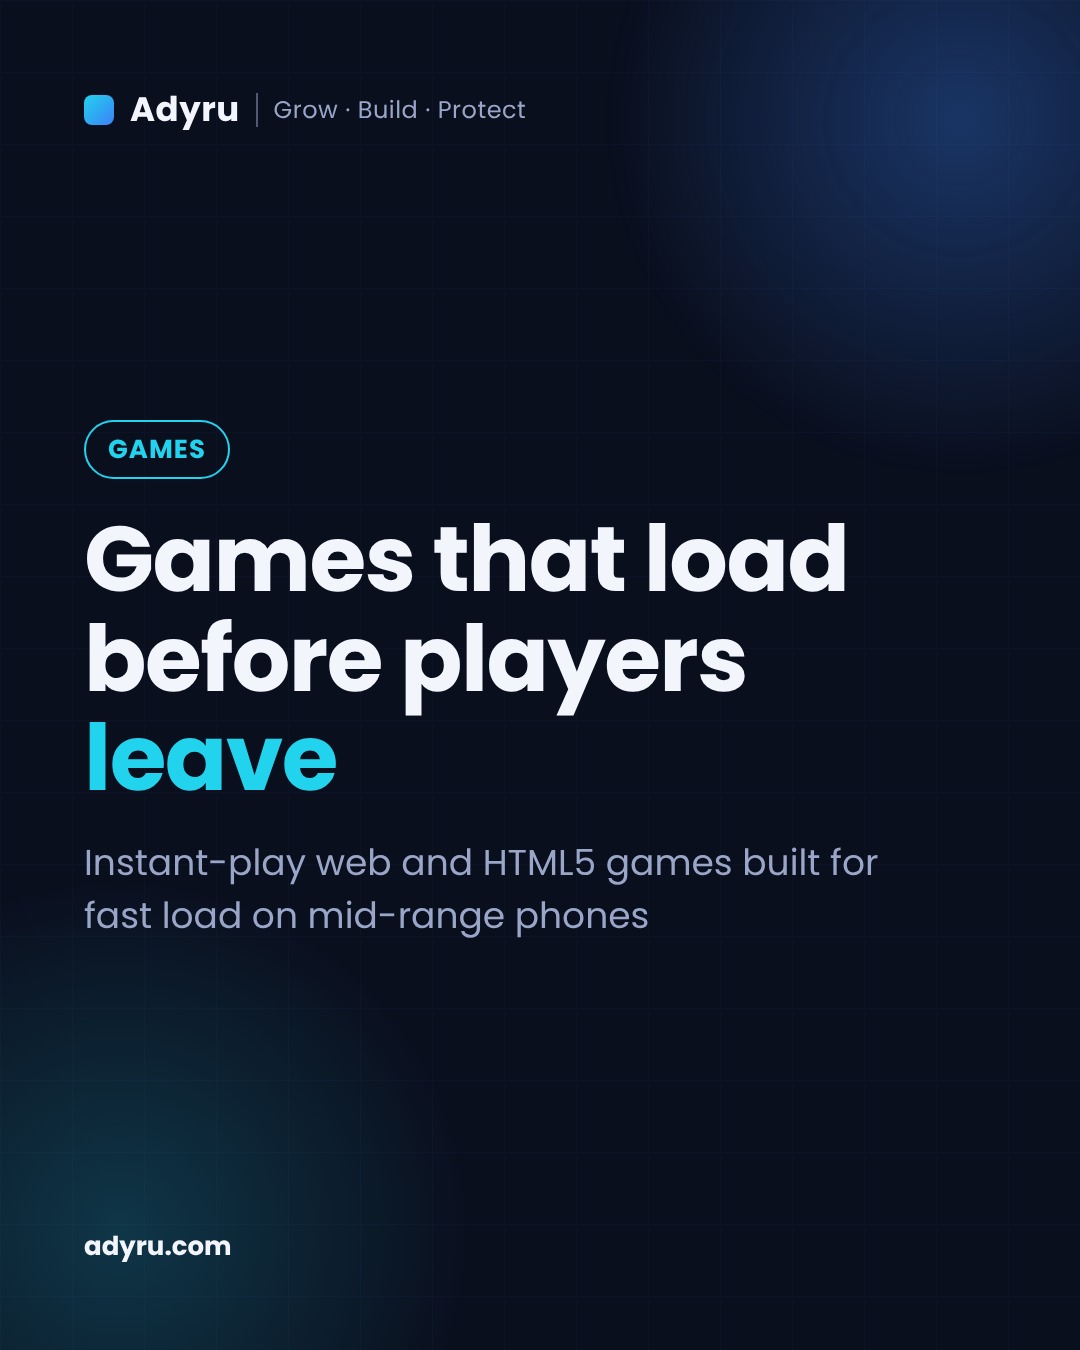 Adyru | Grow · Build · Protect
GAMES
Games that load
before players
leave
Instant-play web and HTML5 games built for
fast load on mid-range phones
adyru.com